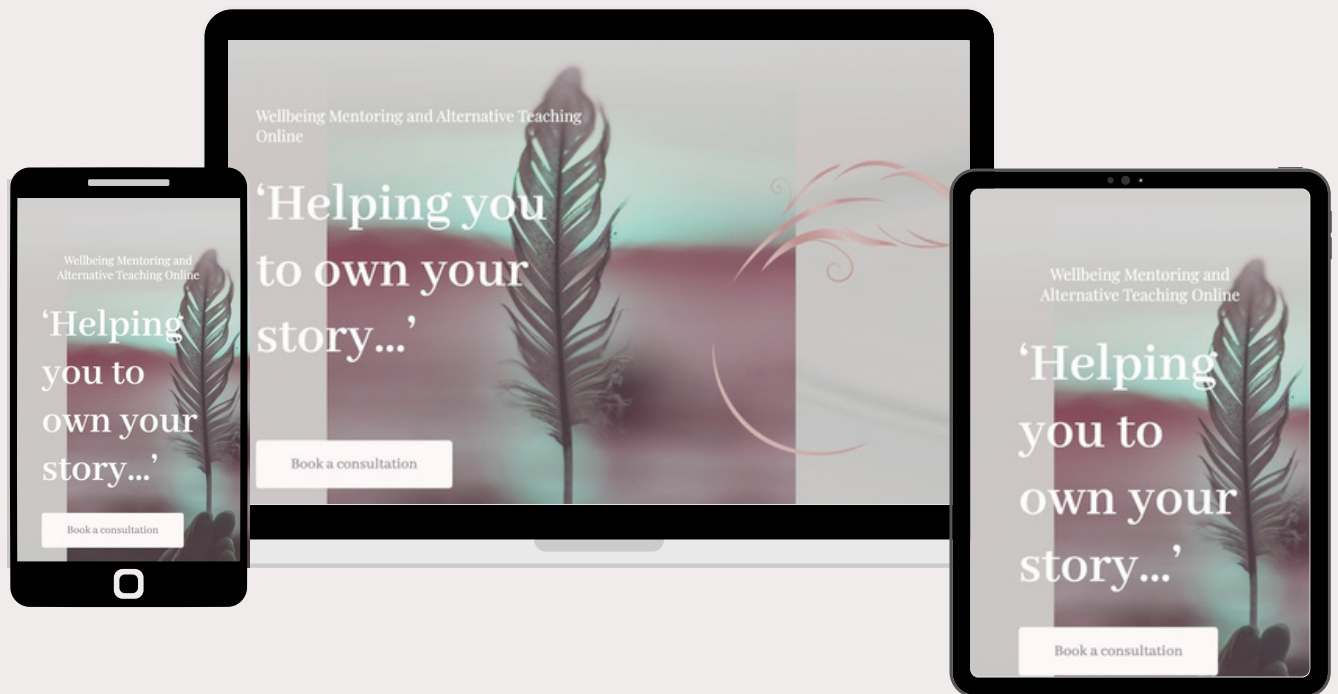 Wellbeing Mentoring and Alternative Teaching
Online
‘Helping you
to own your
story...’
Book a consultation
Wellbeing Mentoring and
Alternative Teaching Online
‘Helping
you to
own your
story...’
Book a consultation
Wellbeing Mentoring and
Alternative Teaching Online
‘Helping
you to
own your
story...’
Book a consultation